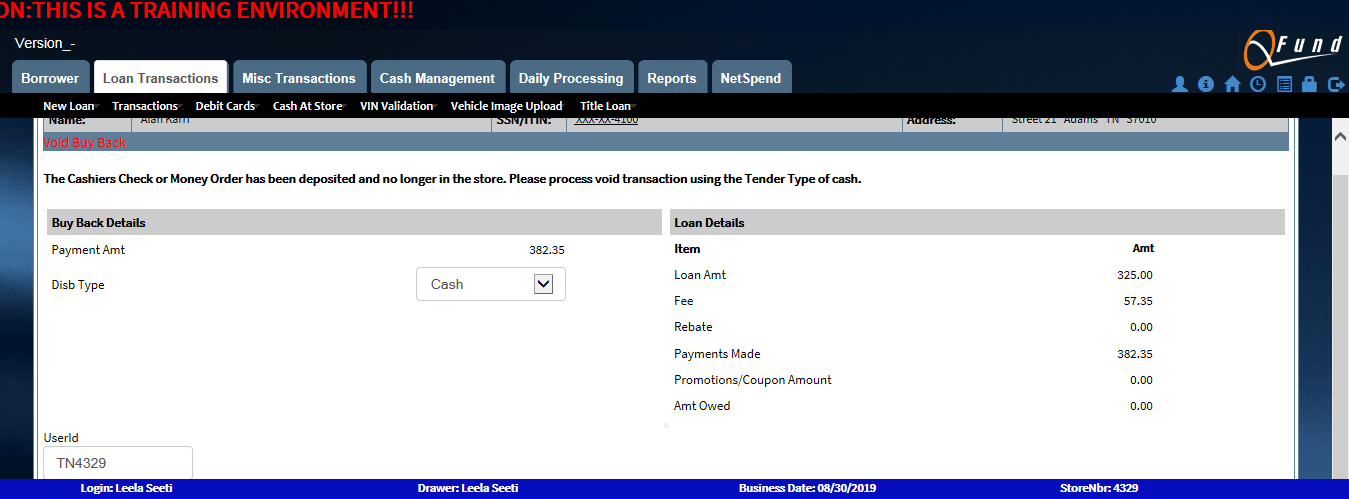 ON:THIS IS A TRAINING ENVIRONMENT!!!
Version_-
QFund
Borrower Loan Transactions Misc Transactions Cash Management Daily Processing Reports NetSpend
New Loan Transactions Debit Cards Cash At Store VIN Validation Vehicle Image Upload Title Loan
Name: Alan Karri SSN/ITIN: XXX-XX-4100 Address: Street 21 Adams TN 37010
Void Buy Back
The Cashiers Check or Money Order has been deposited and no longer in the store. Please process void transaction using the Tender Type of cash.
Buy Back Details
Payment Amt 382.35
Disb Type Cash
Loan Details
Item Amt
Loan Amt 325.00
Fee 57.35
Rebate 0.00
Payments Made 382.35
Promotions/Coupon Amount 0.00
Amt Owed 0.00
UserId
TN4329
Login: Leela Seeti Drawer: Leela Seeti Business Date: 08/30/2019 StoreNbr: 4329